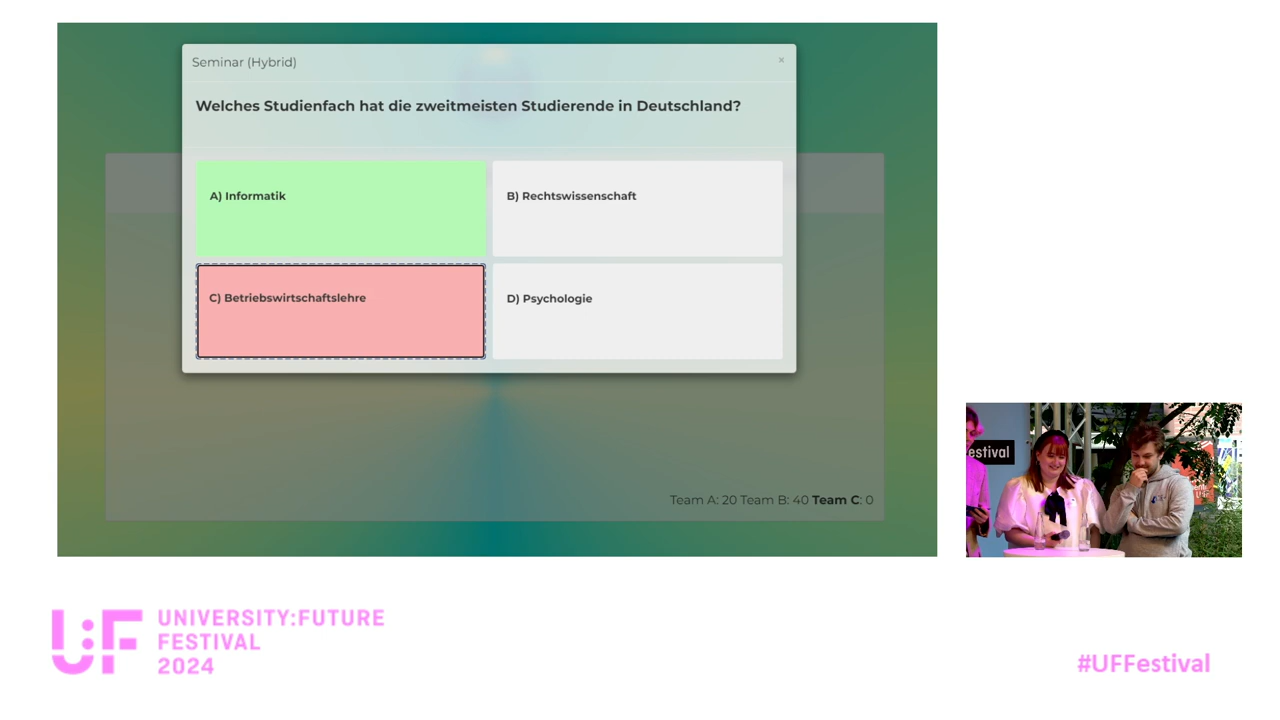 Seminar (Hybrid)
×
Welches Studienfach hat die zweitmeisten Studierende in Deutschland?
A) Informatik
B) Rechtswissenschaft
C) Betriebswirtschaftslehre
D) Psychologie
Team A: 20 Team B: 40 Team C: 0
estival
U:F UNIVERSITY:FUTURE
FESTIVAL
2024
#UFFestival